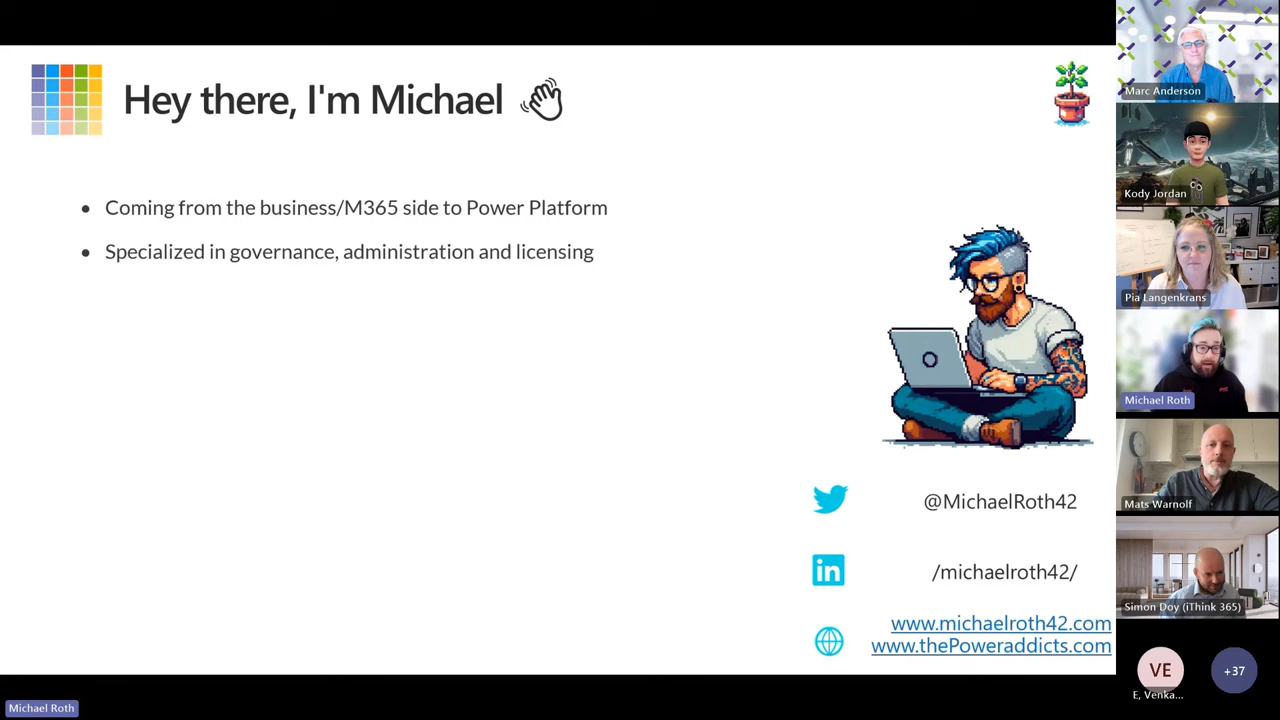 Hey there, I'm Michael
Coming from the business/M365 side to Power Platform
Specialized in governance, administration and licensing
@MichaelRoth42
in
/michaelroth42/
www.michaelroth42.com
www.thePoweraddicts.com
Marc Anderson
Kody Jordan
Pia Langenkrans
Michael Roth
Mats Warnolf
Simon Doy (iThink 365)
VE
E, Venka...
+37
Michael Roth